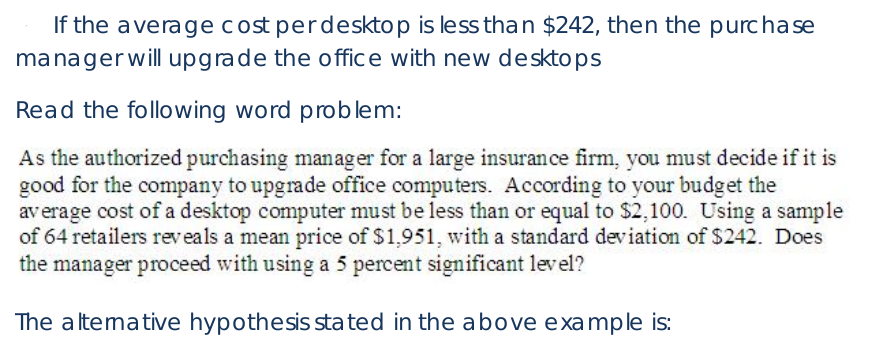 If the average cost per desktop is less than $242, then the purchase
manager will upgrade the office with new desktops
Read the following word problem:
As the authorized purchasing manager for a large insurance firm, you must decide if it is
good for the company to upgrade office computers. According to your budget the
average cost of a desktop computer must be less than or equal to $2,100. Using a sample
of 64 retailers reveals a mean price of $1,951, with a standard deviation of $242. Does
the manager proceed with using a 5 percent significant level?
The alternative hypothesis stated in the above example is: